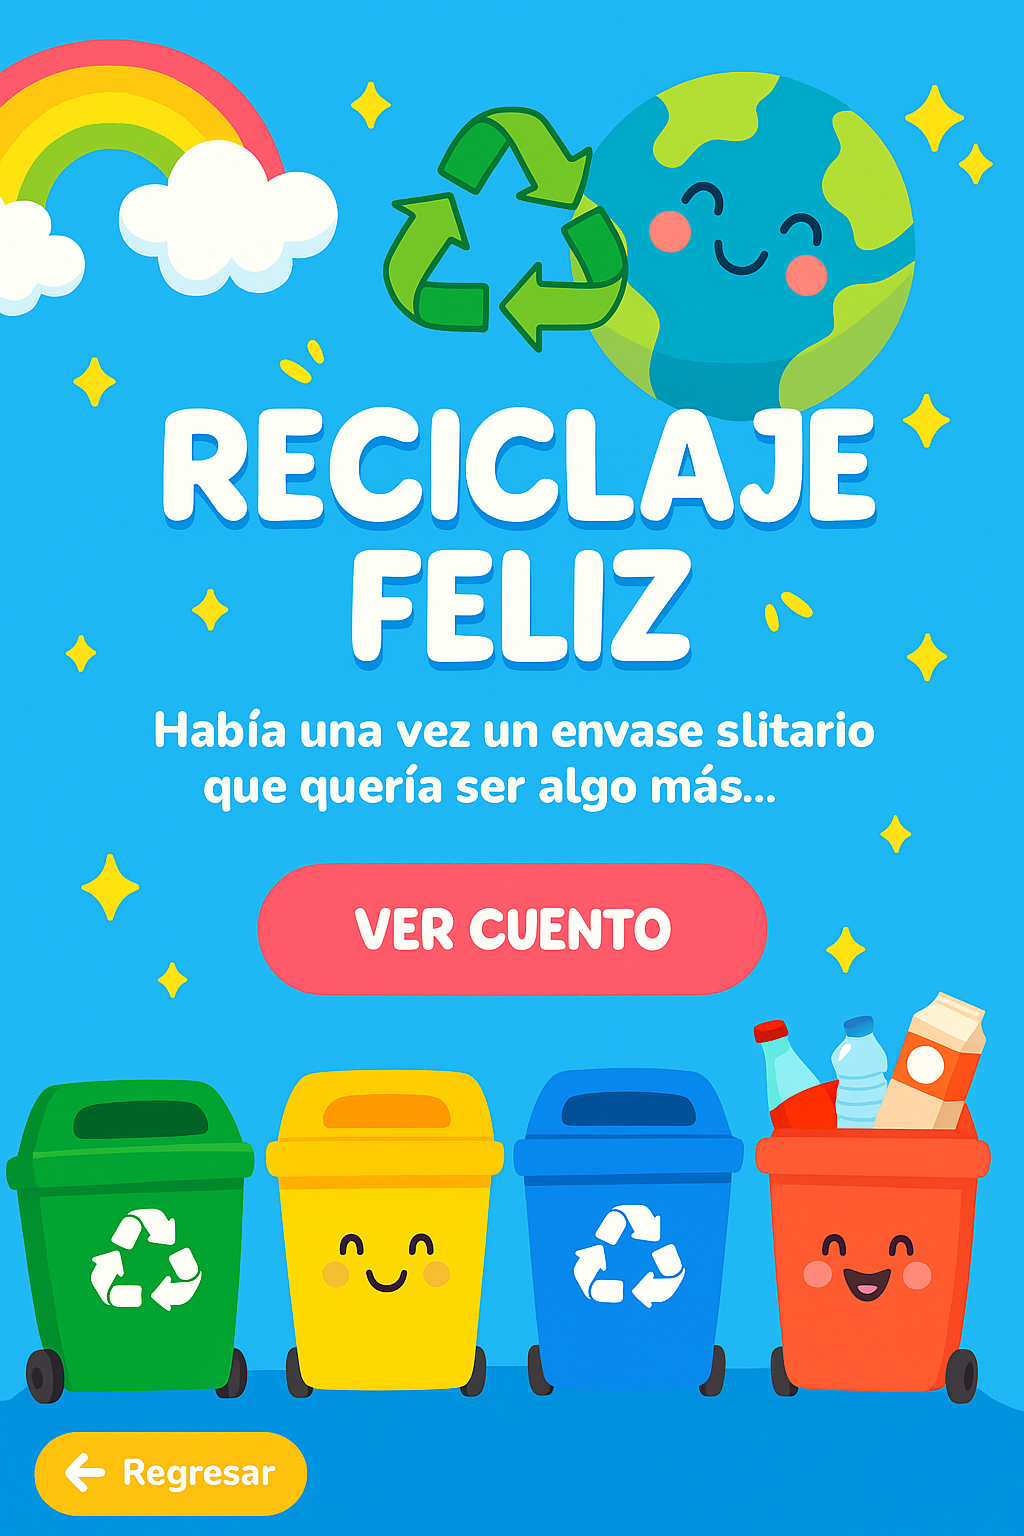 RECICLAJE
FELIZ
Había una vez un envase slitario
que quería ser algo más...
VER CUENTO
Regresar